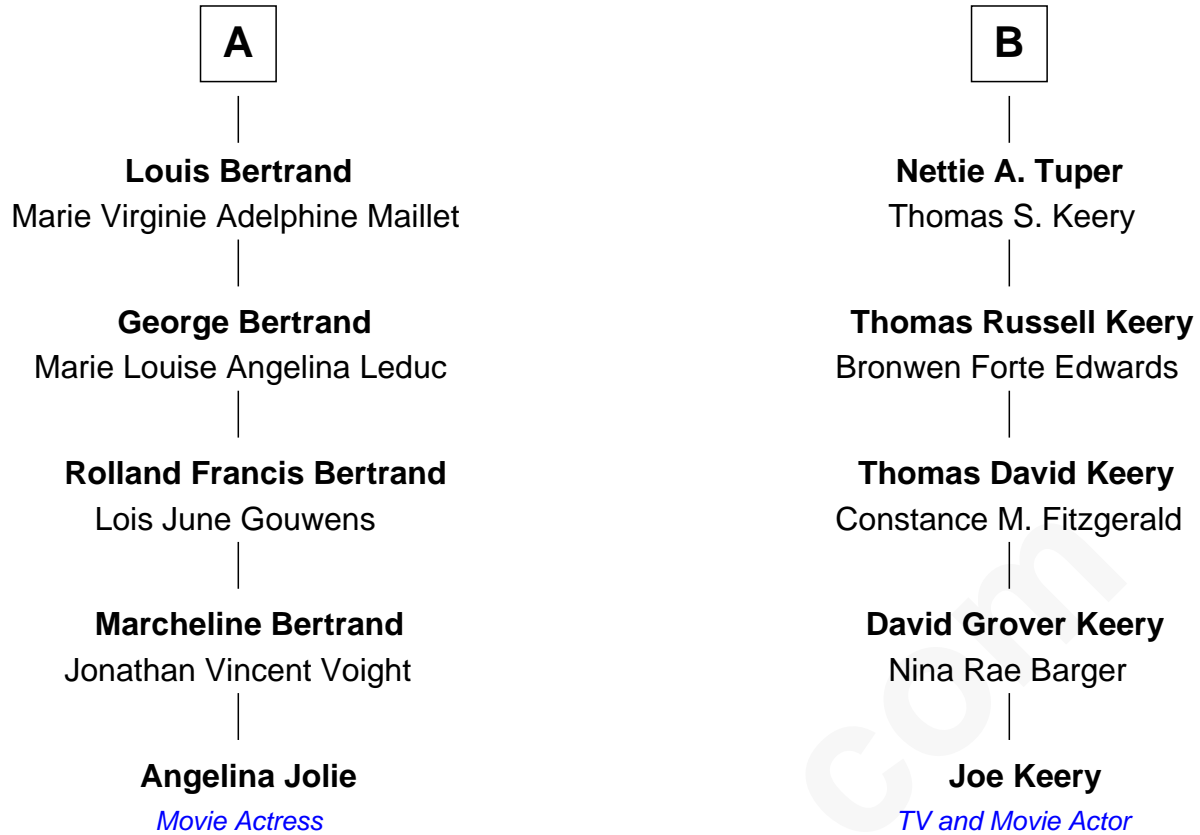 A
B
Louis Bertrand
Marie Virginie Adelphine Maillet
Nettie A. Tuper
Thomas S. Keery
George Bertrand
Marie Louise Angelina Leduc
Thomas Russell Keery
Bronwen Forte Edwards
Rolland Francis Bertrand
Lois June Gouwens
Thomas David Keery
Constance M. Fitzgerald
Marcheline Bertrand
Jonathan Vincent Voight
David Grover Keery
Nina Rae Barger
Angelina Jolie
Movie Actress
Joe Keery
TV and Movie Actor
com